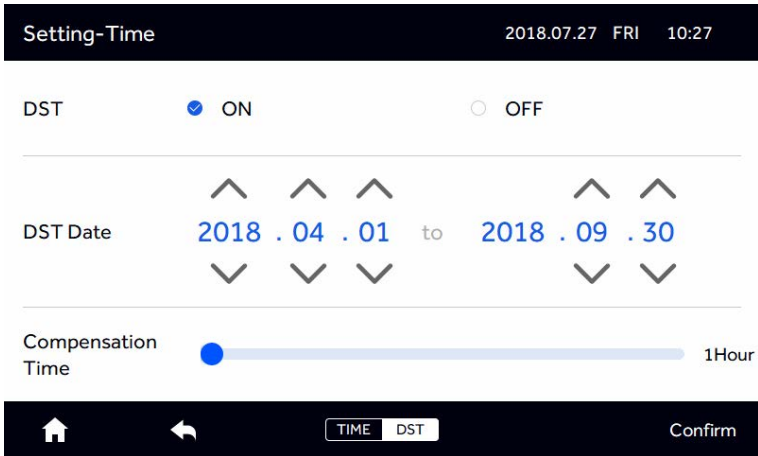 Setting-Time 2018.07.27 FRI 10:27
DST ON OFF
DST Date 2018 . 04 . 01 to 2018 . 09 . 30
Compensation
Time
1Hour
TIME DST Confirm